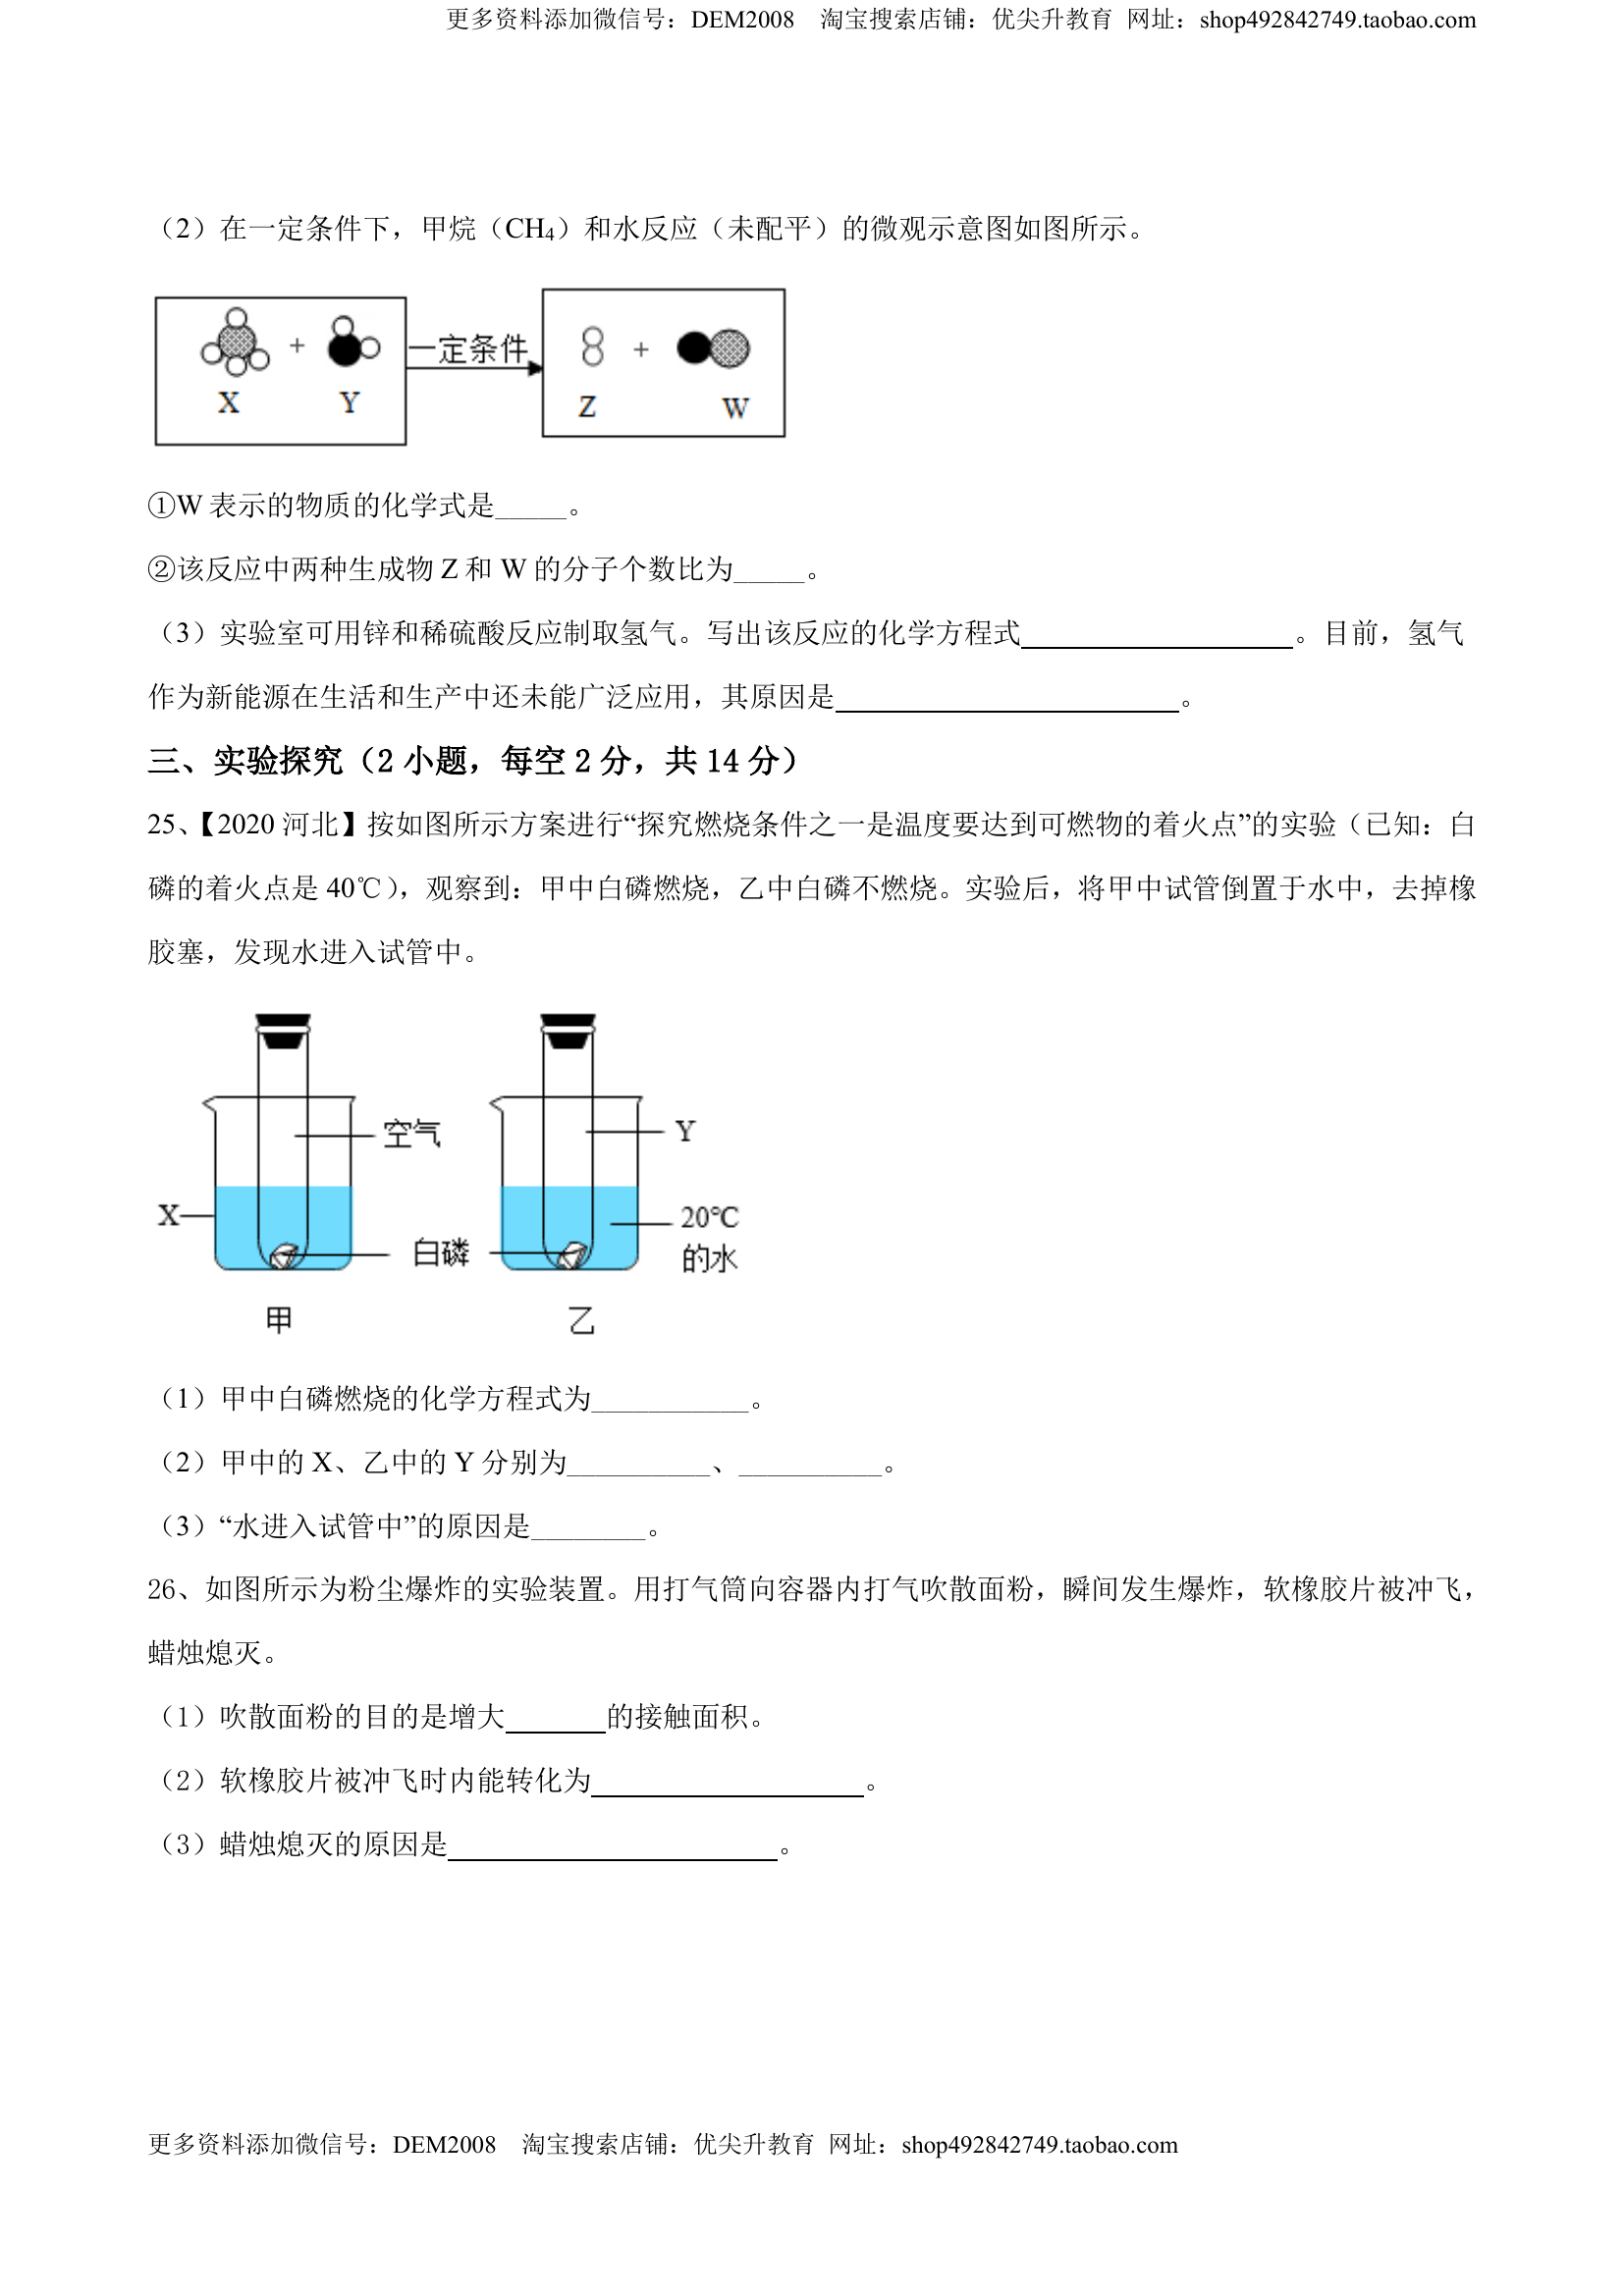 更多资料添加微信号：DEM2008    淘宝搜索店铺：优尖升教育  网址：shop492842749.taobao.com
（2）在一定条件下，甲烷（CH₄）和水反应（未配平）的微观示意图如图所示。
X + Y 一定条件 Z + W
①W 表示的物质的化学式是_____。
②该反应中两种生成物 Z 和 W 的分子个数比为_____。
（3）实验室可用锌和稀硫酸反应制取氢气。写出该反应的化学方程式___________________。目前，氢气
作为新能源在生活和生产中还未能广泛应用，其原因是________________________。
三、实验探究（2 小题，每空 2 分，共 14 分）
25、【2020 河北】按如图所示方案进行“探究燃烧条件之一是温度要达到可燃物的着火点”的实验（已知：白
磷的着火点是 40℃），观察到：甲中白磷燃烧，乙中白磷不燃烧。实验后，将甲中试管倒置于水中，去掉橡
胶塞，发现水进入试管中。
空气
Y
X
20℃
的水
白磷
甲
乙
（1）甲中白磷燃烧的化学方程式为___________。
（2）甲中的 X、乙中的 Y 分别为__________、__________。
（3）“水进入试管中”的原因是________。
26、如图所示为粉尘爆炸的实验装置。用打气筒向容器内打气吹散面粉，瞬间发生爆炸，软橡胶片被冲飞，
蜡烛熄灭。
（1）吹散面粉的目的是增大_______的接触面积。
（2）软橡胶片被冲飞时内能转化为___________________。
（3）蜡烛熄灭的原因是_______________________。
更多资料添加微信号：DEM2008    淘宝搜索店铺：优尖升教育  网址：shop492842749.taobao.com